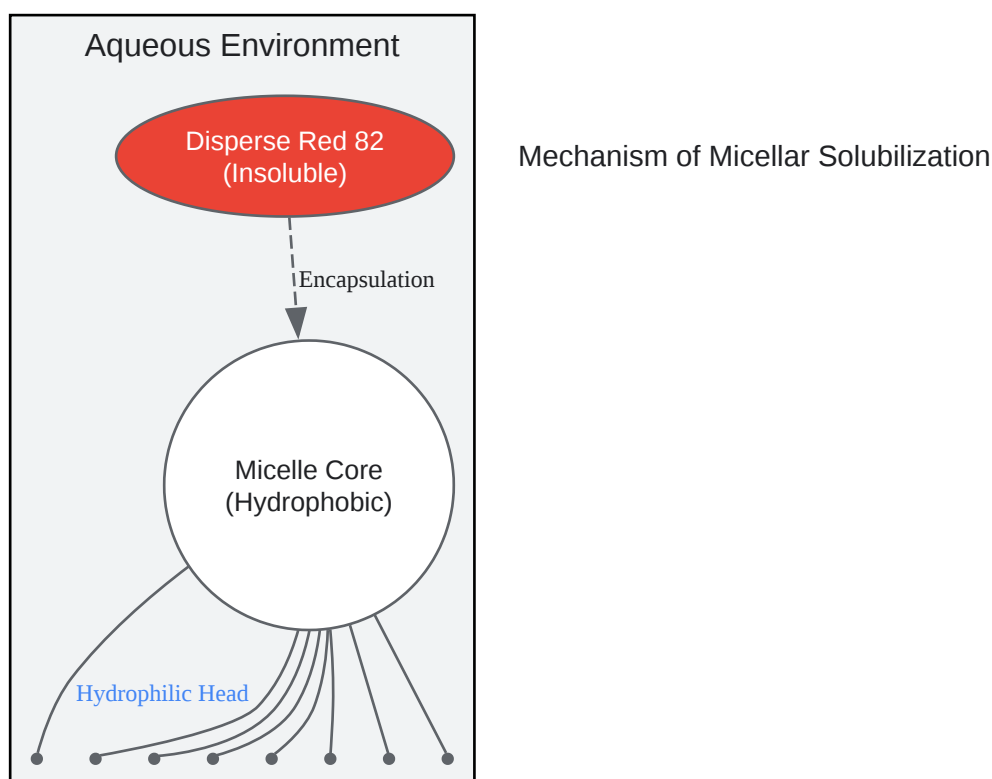 Aqueous Environment
Disperse Red 82
(Insoluble)
Mechanism of Micellar Solubilization
Encapsulation
Micelle Core
(Hydrophobic)
Hydrophilic Head